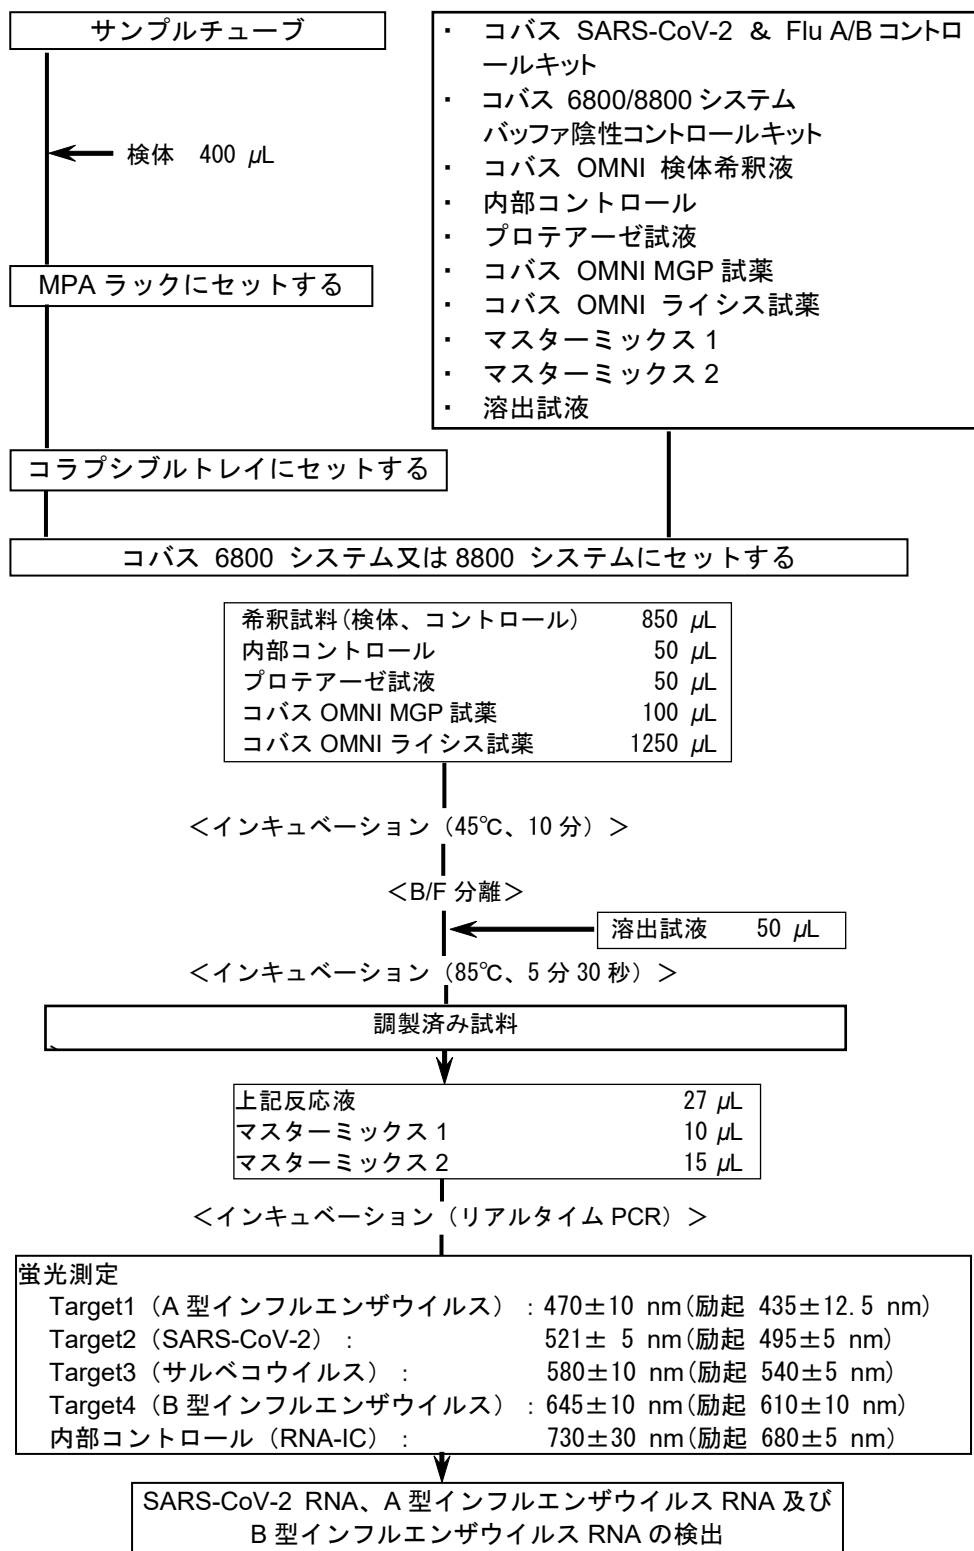 サンプルチューブ
検体 400 µL
MPA ラックにセットする
コラプシブルトレイにセットする
・ コバス SARS-CoV-2 & Flu A/B コントロ
ールキット
・ コバス 6800/8800 システム
バッファ陰性コントロールキット
・ コバス OMNI 検体希釈液
・ 内部コントロール
・ プロテアーゼ試液
・ コバス OMNI MGP 試薬
・ コバス OMNI ライシス試薬
・ マスターミックス 1
・ マスターミックス 2
・ 溶出試液
コバス 6800 システム又は 8800 システムにセットする
希釈試料(検体、コントロール) 850 µL
内部コントロール 50 µL
プロテアーゼ試液 50 µL
コバス OMNI MGP 試薬 100 µL
コバス OMNI ライシス試薬 1250 µL
＜インキュベーション（45℃、10 分）＞
＜B/F 分離＞
溶出試液 50 µL
＜インキュベーション（85℃、5 分 30 秒）＞
調製済み試料
上記反応液 27 µL
マスターミックス 1 10 µL
マスターミックス 2 15 µL
＜インキュベーション（リアルタイム PCR）＞
蛍光測定
Target1（A 型インフルエンザウイルス）：470±10 nm(励起 435±12.5 nm)
Target2（SARS-CoV-2）： 521± 5 nm(励起 495±5 nm)
Target3（サルベコウイルス）： 580±10 nm(励起 540±5 nm)
Target4（B 型インフルエンザウイルス）：645±10 nm(励起 610±10 nm)
内部コントロール（RNA-IC）： 730±30 nm(励起 680±5 nm)
SARS-CoV-2 RNA、A 型インフルエンザウイルス RNA 及び
B 型インフルエンザウイルス RNA の検出